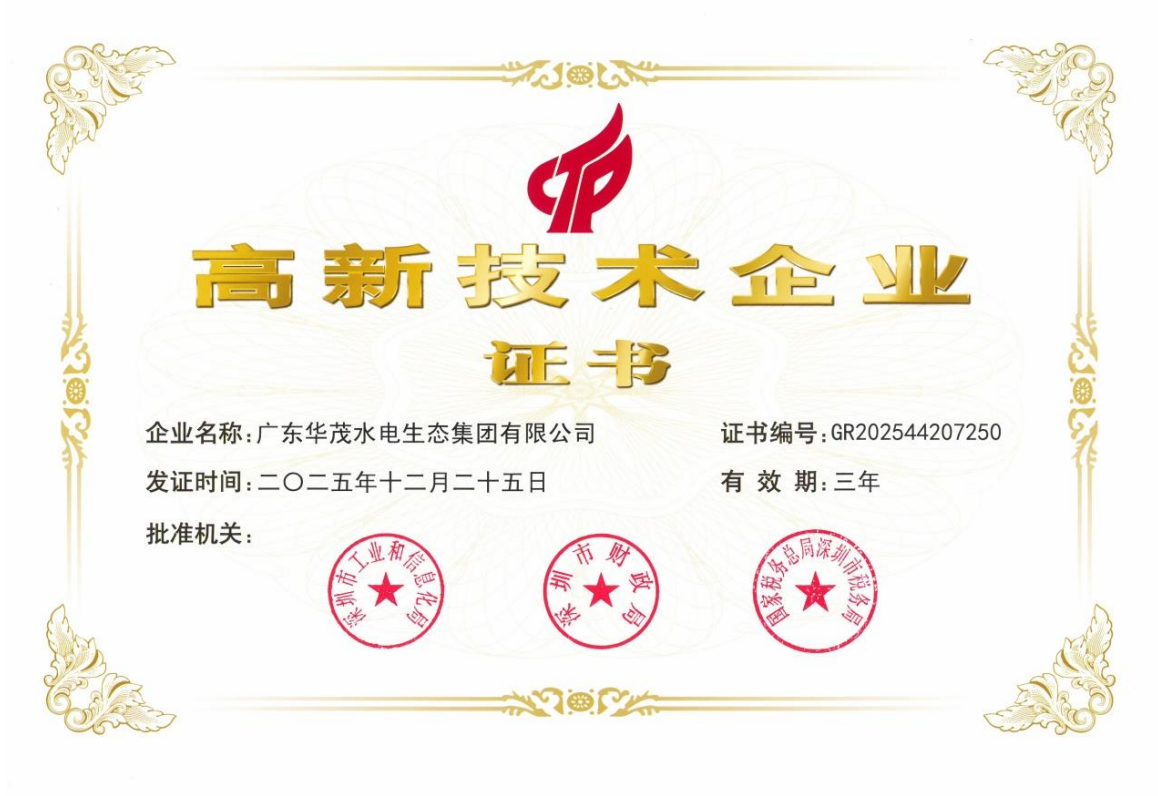 高新技术企业
证书
企业名称:广东华茂水电生态集团有限公司
证书编号:GR202544207250
发证时间:二〇二五年十二月二十五日
有 效 期:三年
批准机关:
深圳市工业和信息化局
深圳市财政局
国家税务总局深圳市税务局